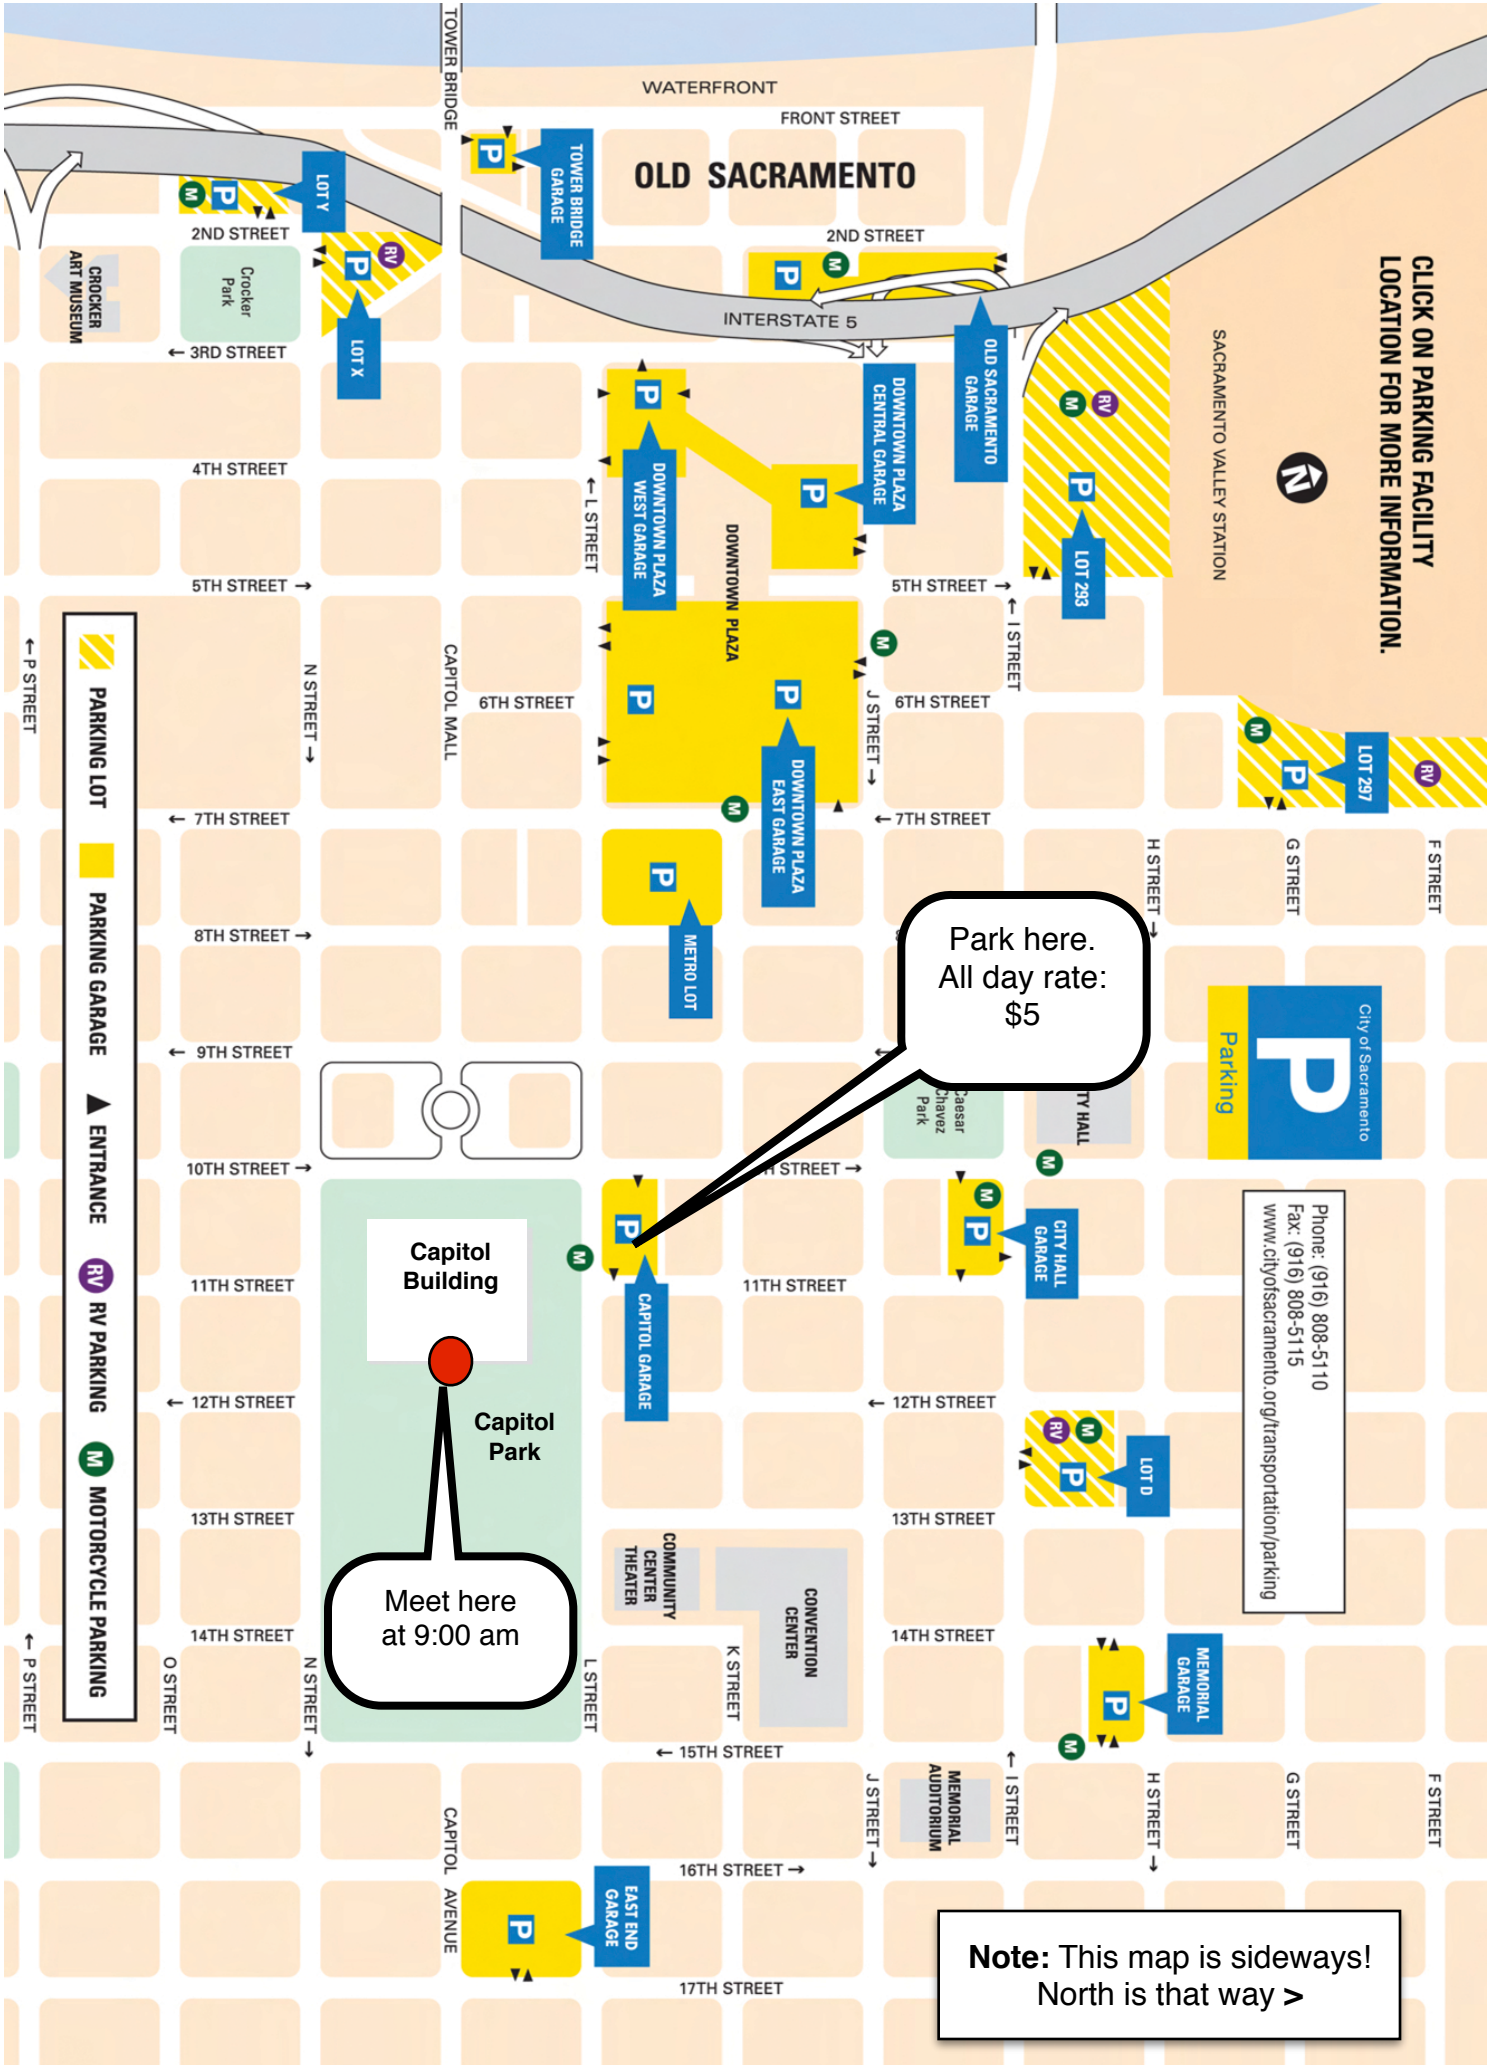 TOWER BRIDGE
WATERFRONT
FRONT STREET
OLD SACRAMENTO
TOWER BRIDGE
GARAGE
P
LOT Y
M
P
2ND STREET
2ND STREET
CROCKER
ART MUSEUM
Crocker
Park
RV
P
LOT X
P
M
INTERSTATE 5
OLD SACRAMENTO
GARAGE
CLICK ON PARKING FACILITY
LOCATION FOR MORE INFORMATION.
SACRAMENTO VALLEY STATION
N
← 3RD STREET
P
DOWNTOWN PLAZA
WEST GARAGE
DOWNTOWN PLAZA
CENTRAL GARAGE
P
M
RV
P
LOT 293
4TH STREET
← L STREET
DOWNTOWN PLAZA
5TH STREET →
5TH STREET →
← I STREET
← P STREET
N STREET →
CAPITOL MALL
6TH STREET
P
P
M
J STREET →
6TH STREET
DOWNTOWN PLAZA
EAST GARAGE
M
M
P
LOT 297
RV
← 7TH STREET
← 7TH STREET
P
METRO LOT
H STREET →
G STREET
F STREET
8TH STREET →
Park here.
All day rate:
$5
City of Sacramento
P
Parking
← 9TH STREET
←
Caesar
Chavez
Park
10TH STREET →
STREET →
M
Capitol
Building
M
P
CAPITOL GARAGE
M
P
CITY HALL
GARAGE
Phone: (916) 808-5110
Fax: (916) 808-5115
www.cityofsacramento.org/transportation/parking
11TH STREET
11TH STREET
← 12TH STREET
← 12TH STREET
Capitol
Park
RV
M
P
LOT D
13TH STREET
13TH STREET
COMMUNITY
CENTER
THEATER
CONVENTION
CENTER
Meet here
at 9:00 am
14TH STREET
14TH STREET
← P STREET
O STREET
N STREET →
L STREET
K STREET
P
MEMORIAL
GARAGE
M
← 15TH STREET
J STREET →
MEMORIAL
AUDITORIUM
← I STREET
H STREET →
G STREET
F STREET
CAPITOL AVENUE
16TH STREET →
P
EAST END
GARAGE
17TH STREET
PARKING LOT
PARKING GARAGE
ENTRANCE
RV RV PARKING
M MOTORCYCLE PARKING
Note: This map is sideways!
North is that way >